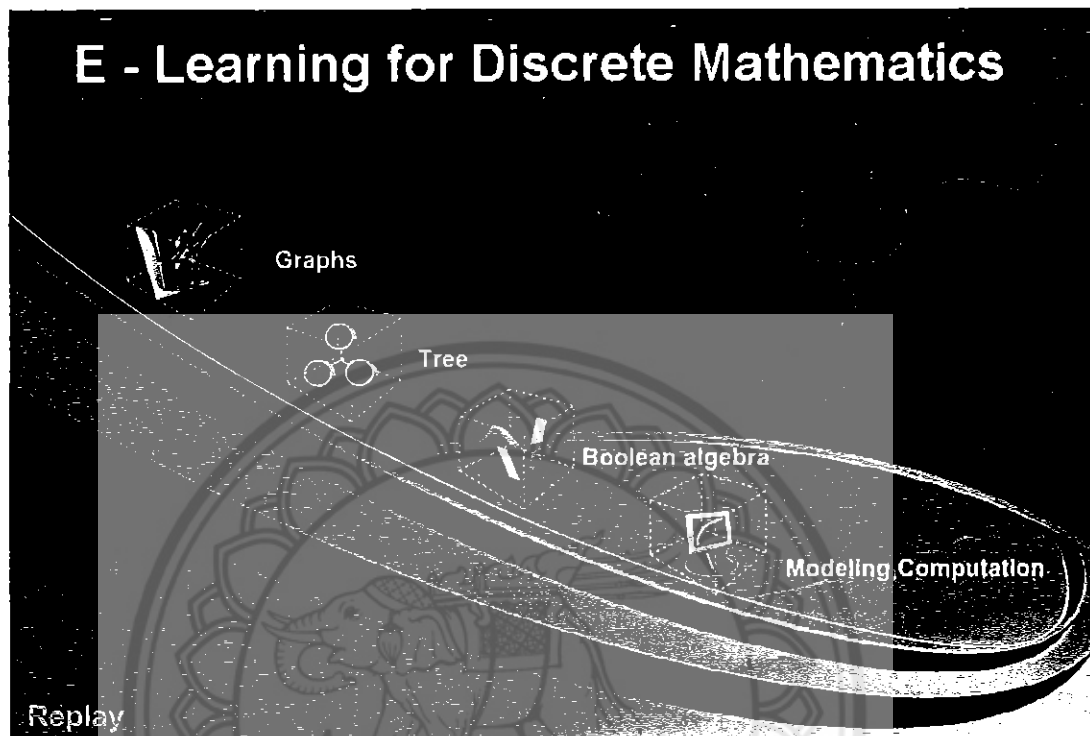 E - Learning for Discrete Mathematics
Graphs
Tree
Boolean algebra
Modeling Computation
Replay